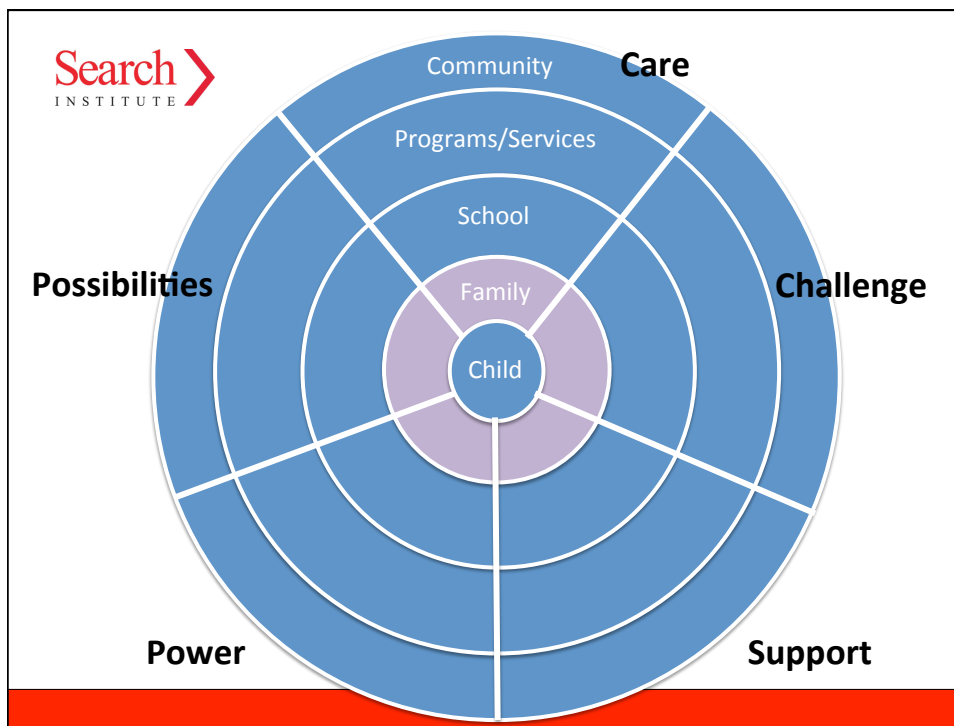 Search
INSTITUTE
Community
Care
Programs/Services
School
Possibilities
Family
Challenge
Child
Power
Support